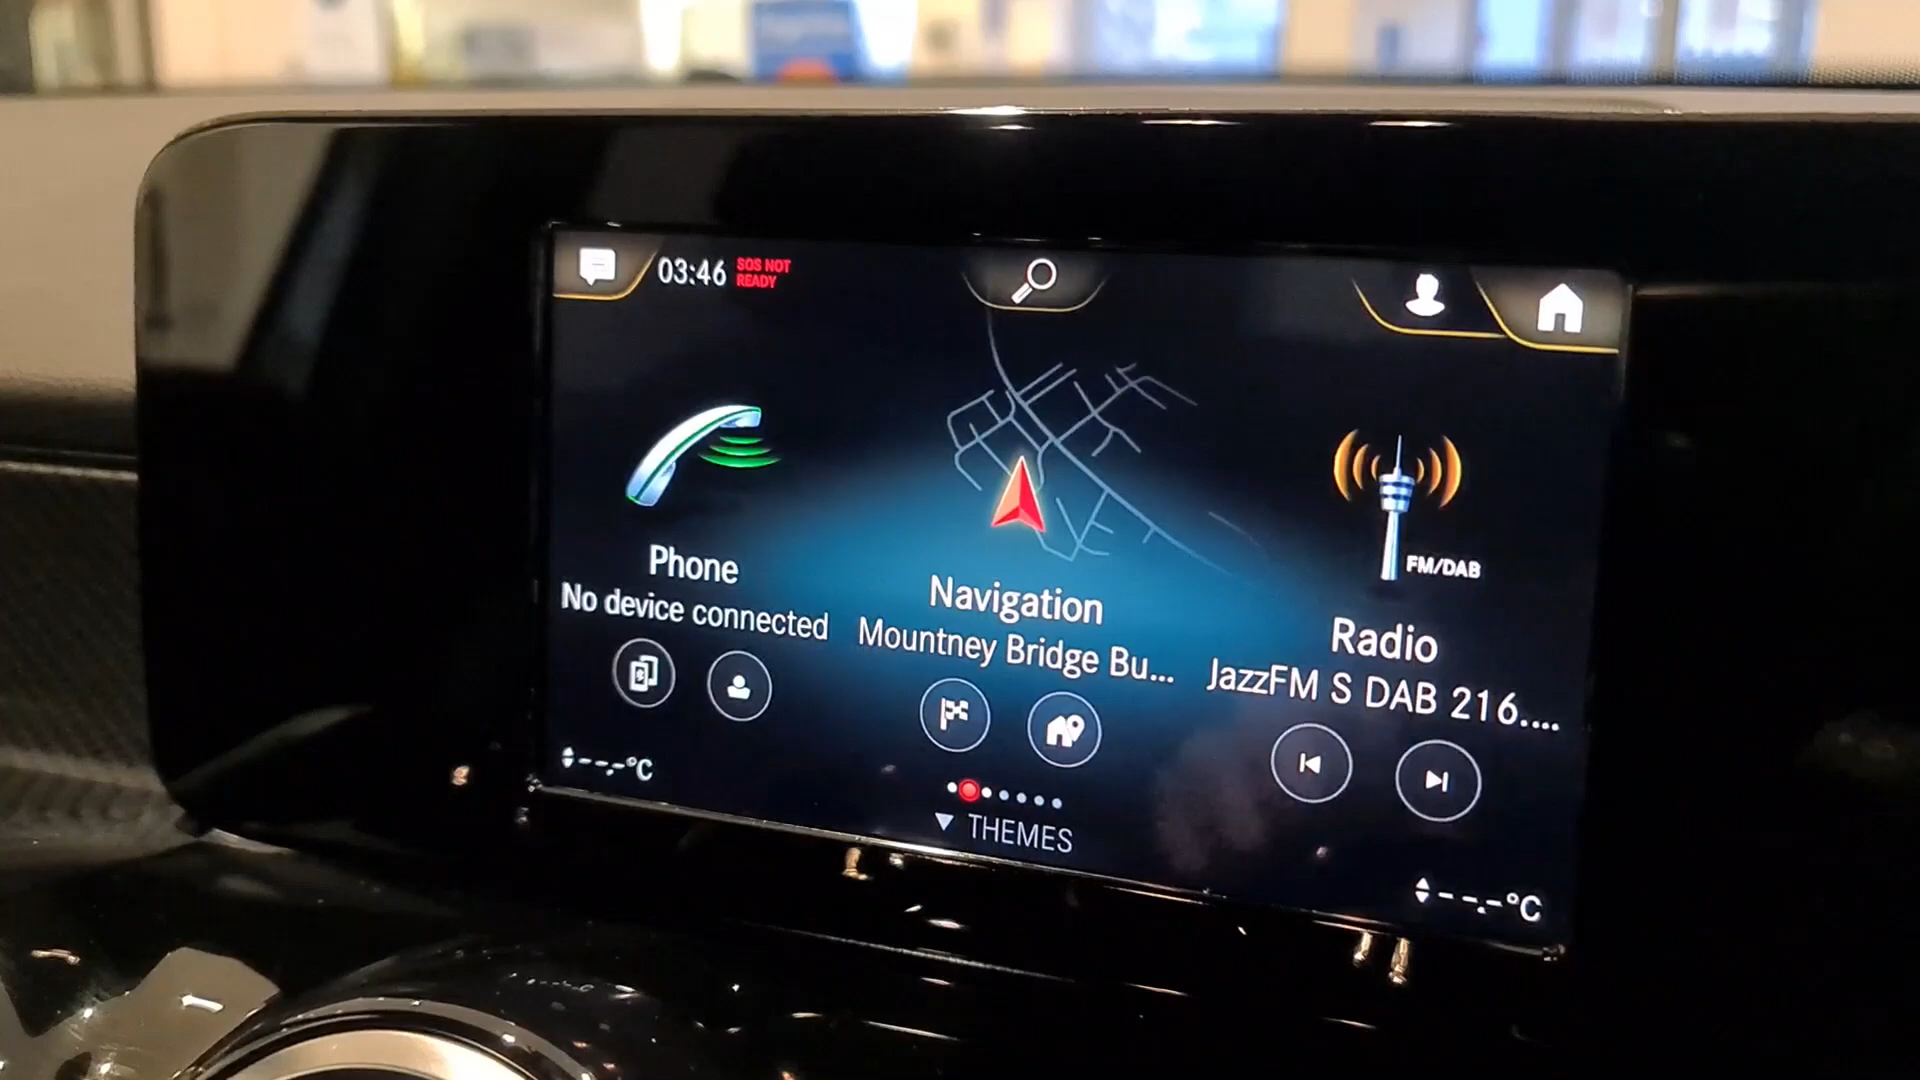 03:46
SOS NOT
READY
Phone
No device connected
Navigation
Mountney Bridge Bu...
FM/DAB
Radio
JazzFM S DAB 216....
--.-°C
THEMES
--.-°C